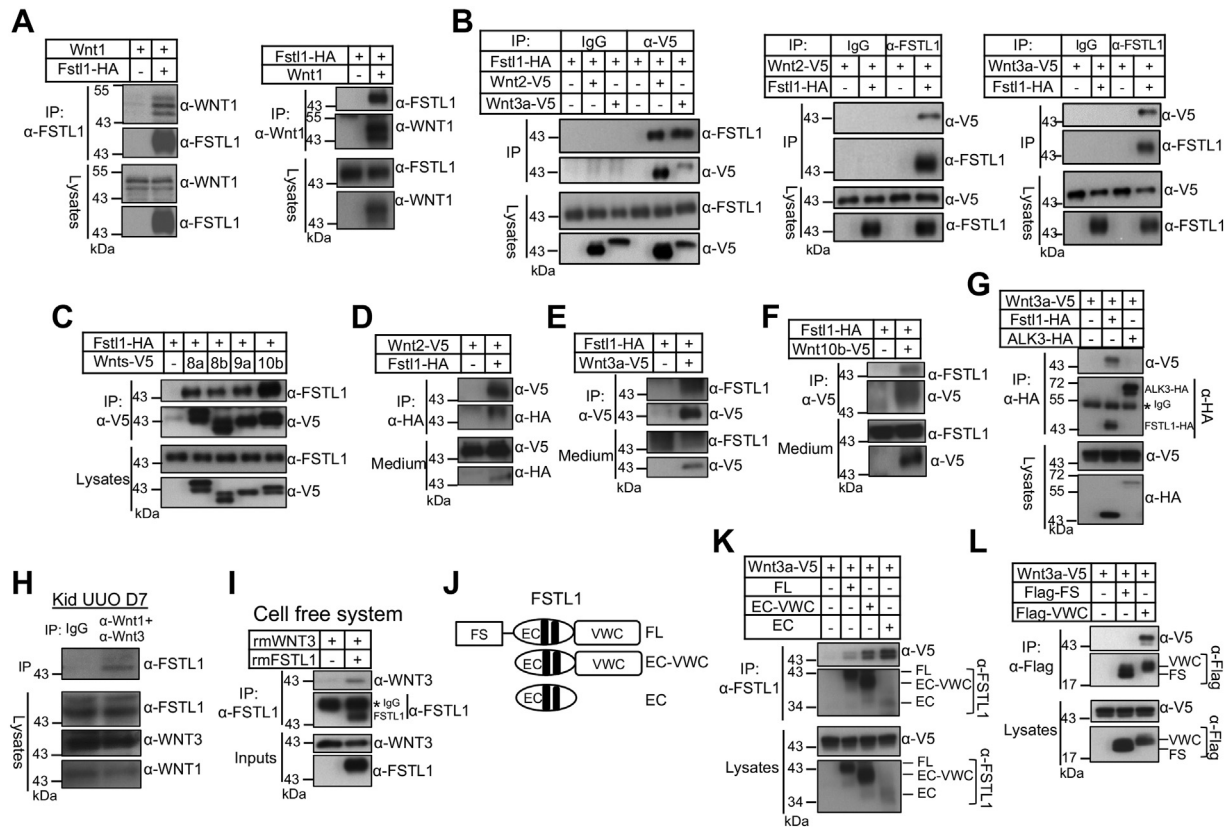 A
Wnt1 + +
Fstl1-HA - +
IP: α-FSTL1
55
43
43
α-WNT1
α-FSTL1
Lysates
55
43
43
α-WNT1
α-FSTL1
kDa
Fstl1-HA + +
Wnt1 - +
IP: α-Wnt1
43
55
43
α-FSTL1
α-WNT1
Lysates
43
43
α-FSTL1
α-WNT1
kDa
B
IP: IgG α-V5
Fstl1-HA + + + + + +
Wnt2-V5 - + - - + -
Wnt3a-V5 - - + - - +
IP
43
43
α-FSTL1
α-V5
Lysates
43
43
α-FSTL1
α-V5
kDa
IP: IgG α-FSTL1
Wnt2-V5 + + + +
Fstl1-HA - + - +
IP
43
43
α-V5
α-FSTL1
Lysates
43
43
α-V5
α-FSTL1
kDa
IP: IgG α-FSTL1
Wnt3a-V5 + + + +
Fstl1-HA - + - +
IP
43
43
α-V5
α-FSTL1
Lysates
43
43
α-V5
α-FSTL1
kDa
C
Fstl1-HA + + + + +
Wnts-V5 - 8a 8b 9a 10b
IP: α-V5
43
43
α-FSTL1
α-V5
Lysates
43
43
α-FSTL1
α-V5
kDa
D
Wnt2-V5 + +
Fstl1-HA - +
IP: α-HA
43
43
α-V5
α-HA
Medium
43
43
α-V5
α-HA
kDa
E
Fstl1-HA + +
Wnt3a-V5 - +
IP: α-V5
43
43
α-FSTL1
α-V5
Medium
43
43
α-FSTL1
α-V5
kDa
F
Fstl1-HA + +
Wnt10b-V5 - +
IP: α-V5
43
43
α-FSTL1
α-V5
Medium
43
43
α-FSTL1
α-V5
kDa
G
Wnt3a-V5 + + +
Fstl1-HA - + -
ALK3-HA - - +
IP: α-HA
43
72
55
43
α-V5
ALK3-HA
* IgG
FSTL1-HA
α-HA
Lysates
43
72
55
43
α-V5
α-HA
kDa
H
Kid UUO D7
IP: IgG α-Wnt1+ α-Wnt3
IP
43
α-FSTL1
Lysates
43
43
43
α-FSTL1
α-WNT3
α-WNT1
kDa
I
Cell free system
rmWNT3 + +
rmFSTL1 - +
IP: α-FSTL1
43
43
α-WNT3
* IgG
FSTL1
α-FSTL1
Inputs
43
43
α-WNT3
α-FSTL1
kDa
J
FSTL1
FS EC VWC FL
EC VWC EC-VWC
EC EC
K
Wnt3a-V5 + + + +
FL - + - -
EC-VWC - - + -
EC - - - +
IP: α-FSTL1
43
43
34
α-V5
FL
EC-VWC
EC
α-FSTL1
Lysates
43
43
34
α-V5
FL
EC-VWC
EC
α-FSTL1
kDa
L
Wnt3a-V5 + + +
Flag-FS - + -
Flag-VWC - - +
IP: α-Flag
43
17
α-V5
VWC
FS
α-Flag
Lysates
43
17
α-V5
VWC
FS
α-Flag
kDa